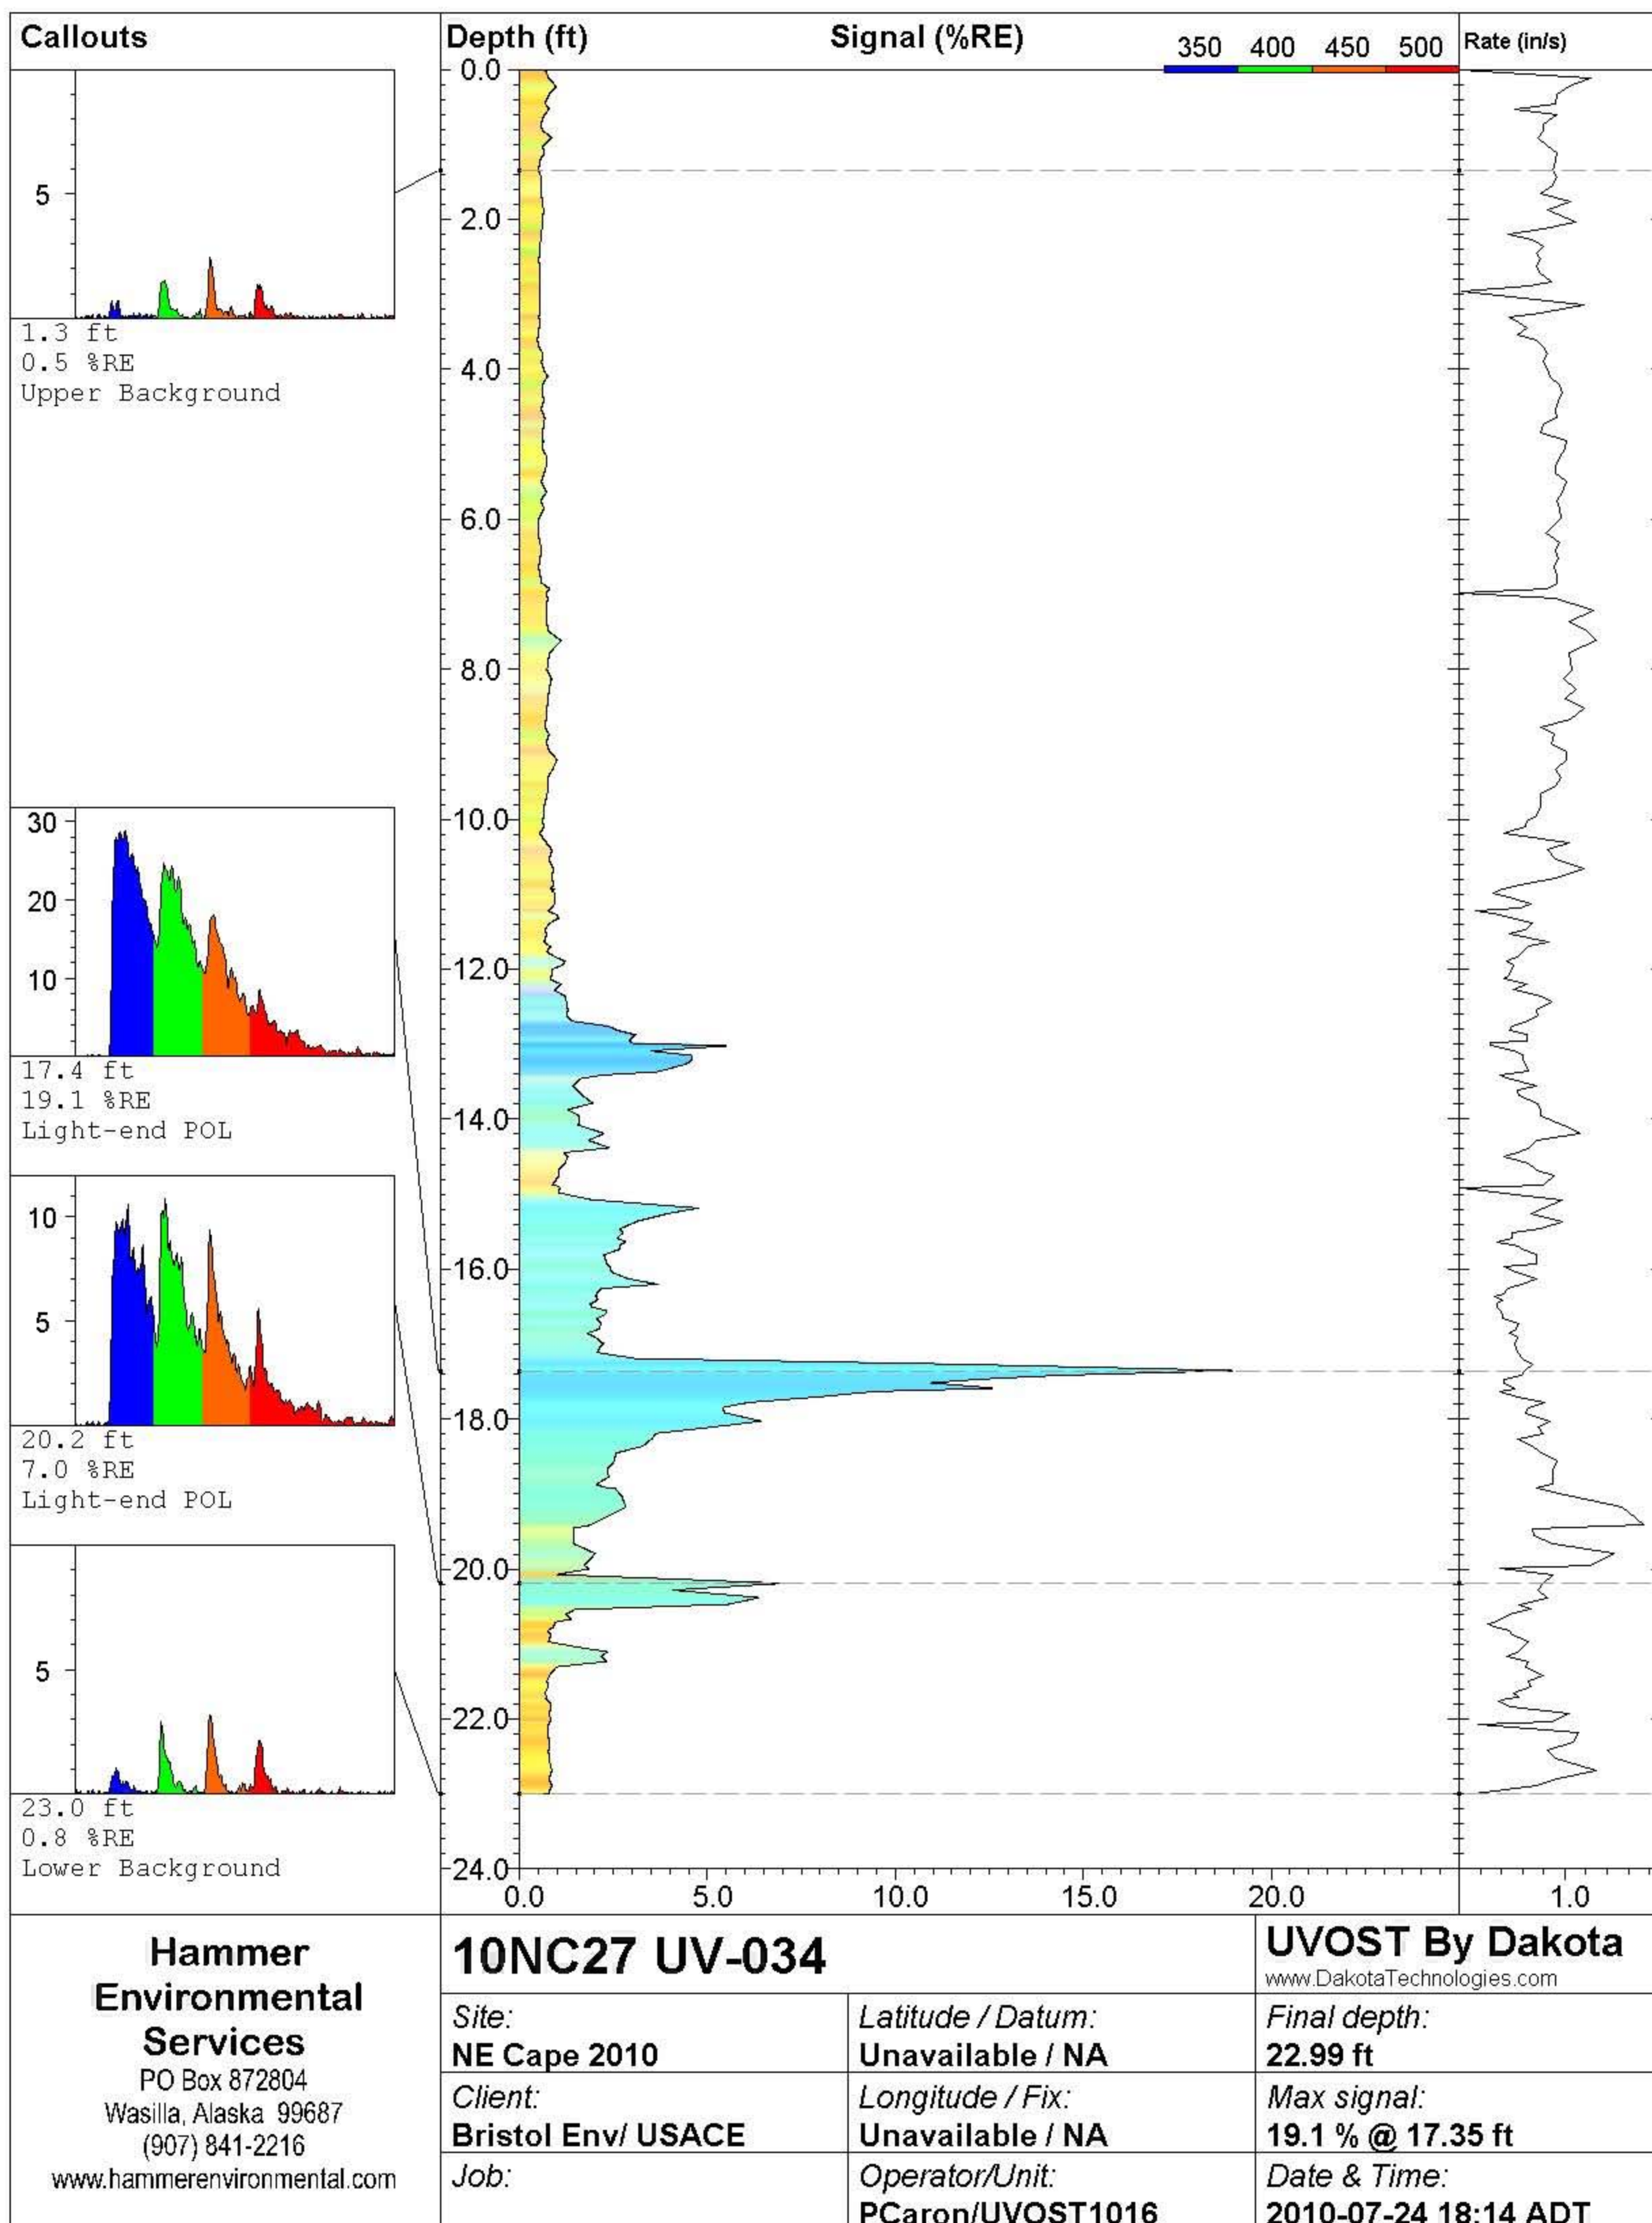 Callouts
Depth (ft)
Signal (%RE)
350 400 450 500
Rate (in/s)
5
1.3 ft
0.5 %RE
Upper Background
30
20
10
17.4 ft
19.1 %RE
Light-end POL
10
5
20.2 ft
7.0 %RE
Light-end POL
5
23.0 ft
0.8 %RE
Lower Background
0.0
2.0
4.0
6.0
8.0
10.0
12.0
14.0
16.0
18.0
20.0
22.0
24.0
0.0 5.0 10.0 15.0 20.0
1.0
Hammer
Environmental
Services
PO Box 872804
Wasilla, Alaska 99687
(907) 841-2216
www.hammerenvironmental.com
10NC27 UV-034
UVOST By Dakota
www.DakotaTechnologies.com
Site:
NE Cape 2010
Latitude / Datum:
Unavailable / NA
Final depth:
22.99 ft
Client:
Bristol Env/ USACE
Longitude / Fix:
Unavailable / NA
Max signal:
19.1 % @ 17.35 ft
Job:
Operator/Unit:
PCaron/UVOST1016
Date & Time:
2010-07-24 18:14 ADT